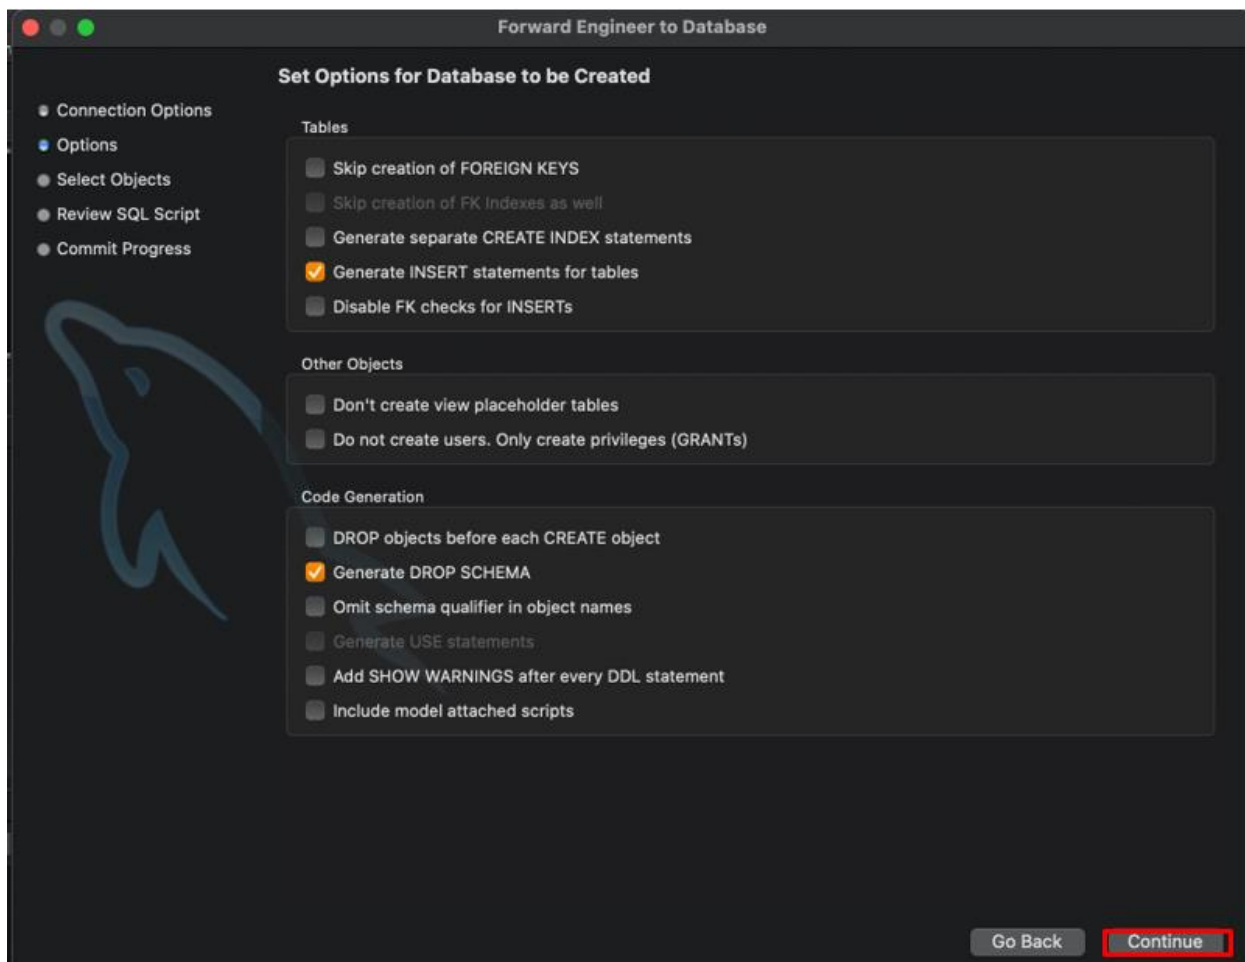 Forward Engineer to Database
Set Options for Database to be Created
Connection Options
Options
Select Objects
Review SQL Script
Commit Progress
Tables
Skip creation of FOREIGN KEYS
Skip creation of FK Indexes as well
Generate separate CREATE INDEX statements
Generate INSERT statements for tables
Disable FK checks for INSERTs
Other Objects
Don't create view placeholder tables
Do not create users. Only create privileges (GRANTs)
Code Generation
DROP objects before each CREATE object
Generate DROP SCHEMA
Omit schema qualifier in object names
Generate USE statements
Add SHOW WARNINGS after every DDL statement
Include model attached scripts
Go Back
Continue